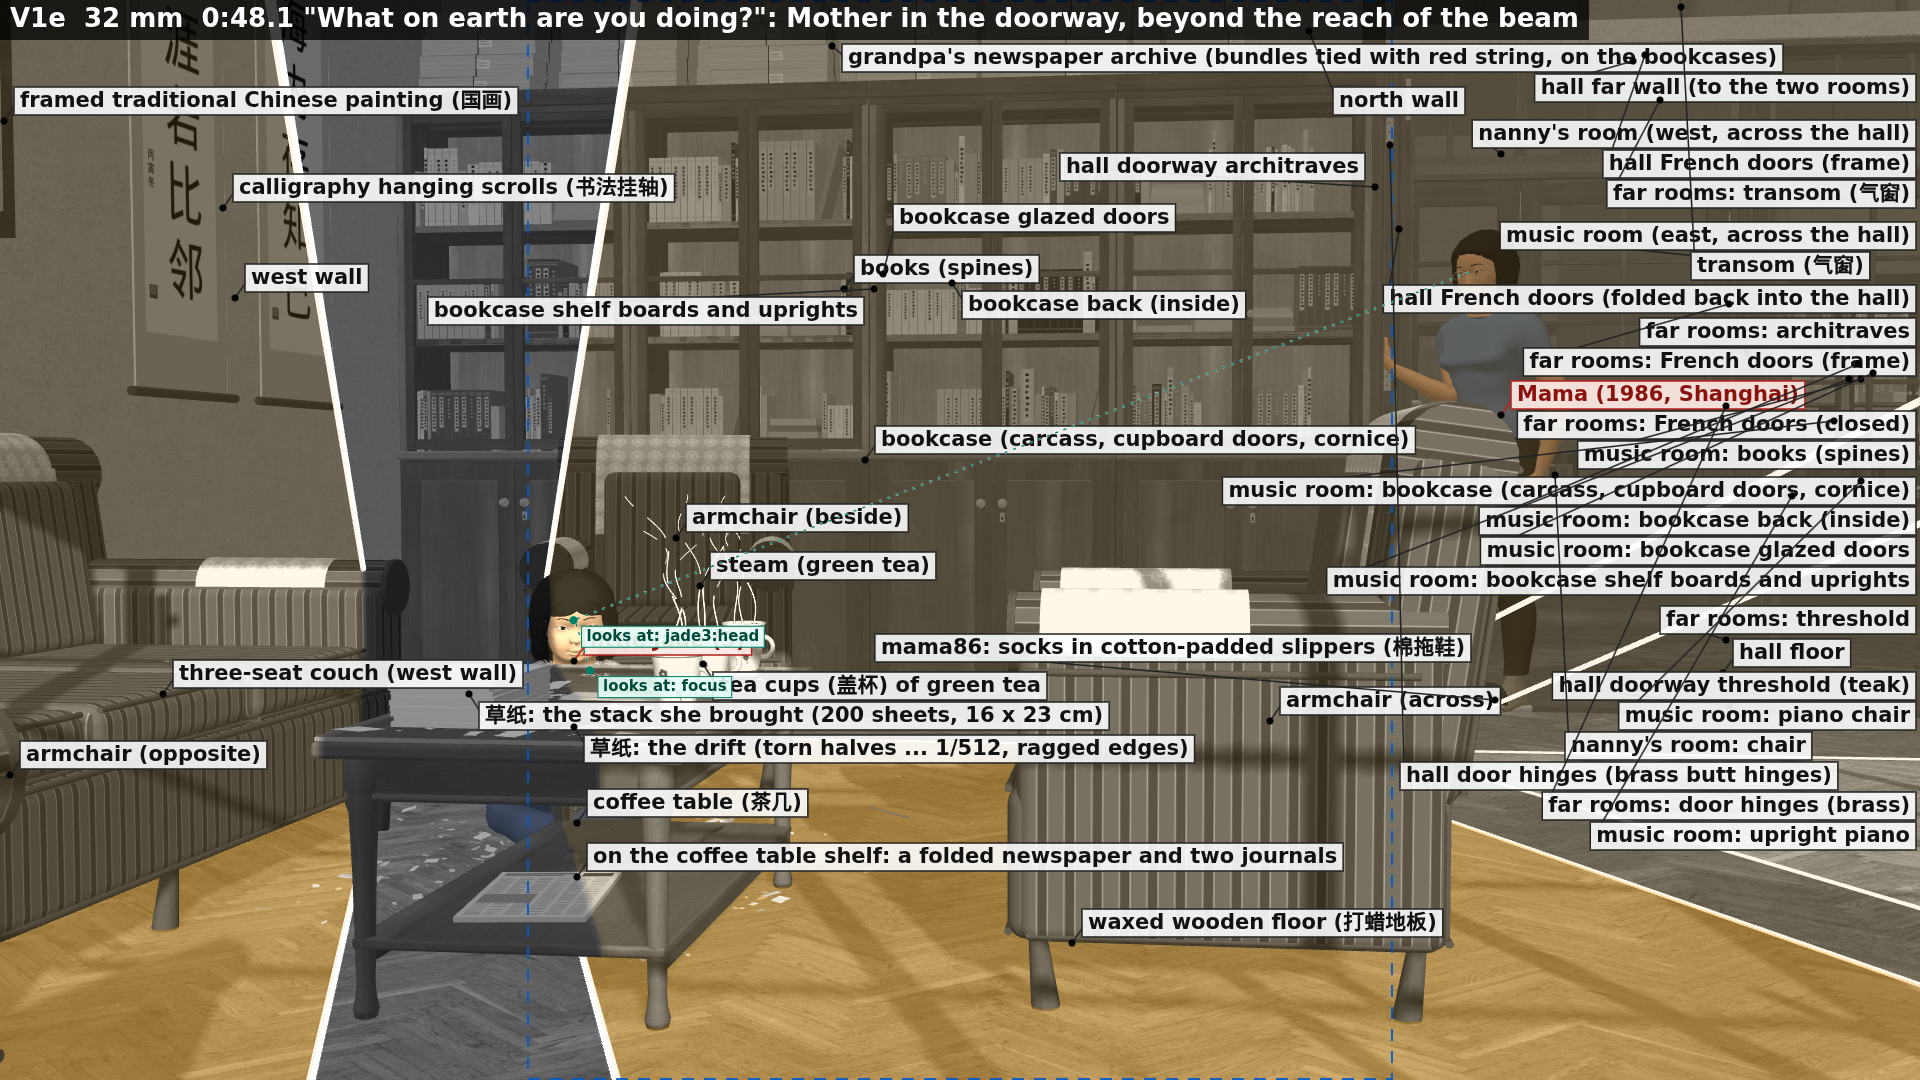 V1e 32 mm 0:48.1 "What on earth are you doing?": Mother in the doorway, beyond the reach of the beam
grandpa's newspaper archive (bundles tied with red string, on the bookcases)
hall far wall (to the two rooms)
framed traditional Chinese painting (国画)
north wall
nanny's room (west, across the hall)
hall doorway architraves
hall French doors (frame)
calligraphy hanging scrolls (书法挂轴)
far rooms: transom (气窗)
bookcase glazed doors
music room (east, across the hall)
books (spines)
transom (气窗)
west wall
bookcase shelf boards and uprights
bookcase back (inside)
hall French doors (folded back into the hall)
far rooms: architraves
far rooms: French doors (frame)
Mama (1986, Shanghai)
far rooms: French doors (closed)
bookcase (carcass, cupboard doors, cornice)
music room: books (spines)
music room: bookcase (carcass, cupboard doors, cornice)
armchair (beside)
music room: bookcase back (inside)
music room: bookcase glazed doors
steam (green tea)
music room: bookcase shelf boards and uprights
far rooms: threshold
looks at: jade3:head
mama86: socks in cotton-padded slippers (棉拖鞋)
hall floor
three-seat couch (west wall)
looks at: focus
ea cups (盖杯) of green tea
hall doorway threshold (teak)
armchair (across)
草纸: the stack she brought (200 sheets, 16 x 23 cm)
music room: piano chair
草纸: the drift (torn halves ... 1/512, ragged edges)
nanny's room: chair
armchair (opposite)
hall door hinges (brass butt hinges)
coffee table (茶几)
far rooms: door hinges (brass)
music room: upright piano
on the coffee table shelf: a folded newspaper and two journals
waxed wooden floor (打蜡地板)
若
比
邻